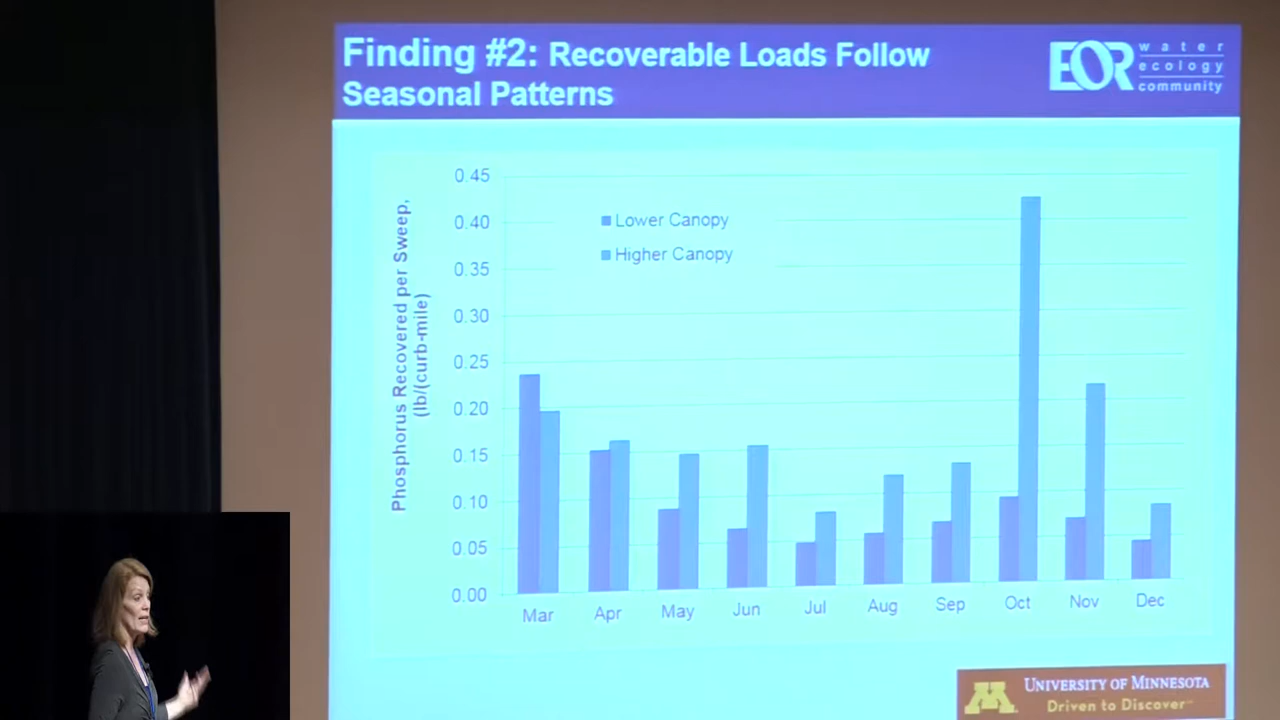 Finding #2: Recoverable Loads Follow
Seasonal Patterns
EOR
water
ecology
community
Phosphorus Recovered per Sweep,
(lb/(curb-mile)
0.45
0.40
0.35
0.30
0.25
0.20
0.15
0.10
0.05
0.00
Lower Canopy
Higher Canopy
Mar
Apr
May
Jun
Jul
Aug
Sep
Oct
Nov
Dec
M
UNIVERSITY OF MINNESOTA
Driven to Discover℠